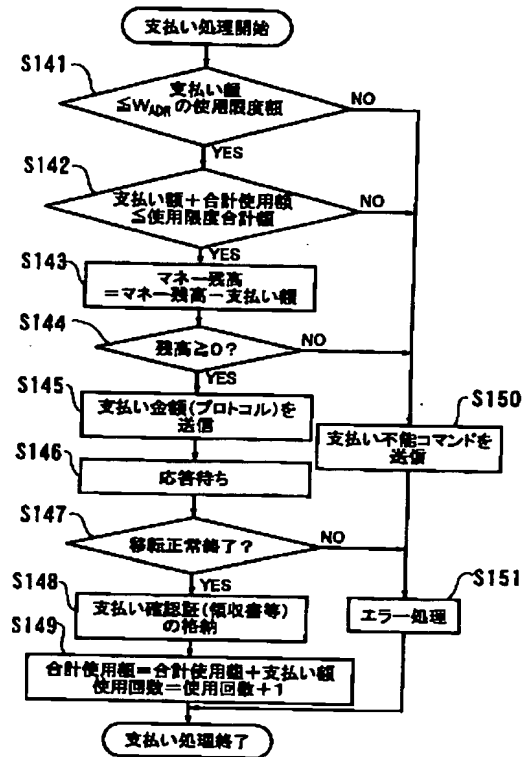 支払い処理開始
S141
支払い額
≦WADRの使用限度額
NO
YES
S142
支払い額+合計使用額
≦使用限度合計額
NO
YES
S143
マネー残高
=マネー残高-支払い額
S144
残高≧0?
NO
YES
S145
支払い金額(プロトコル)を
送信
S150
支払い不能コマンドを
送信
S146
応答待ち
S147
移転正常終了?
NO
YES
S148
支払い確認証(領収書等)
の格納
S151
エラー処理
S149
合計使用額=合計使用額+支払い額
使用回数=使用回数+1
支払い処理終了